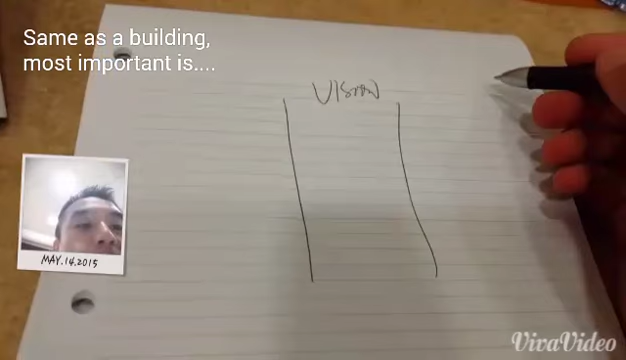 Same as a building,
most important is....
VISION
MAY.14.2015
VivaVideo